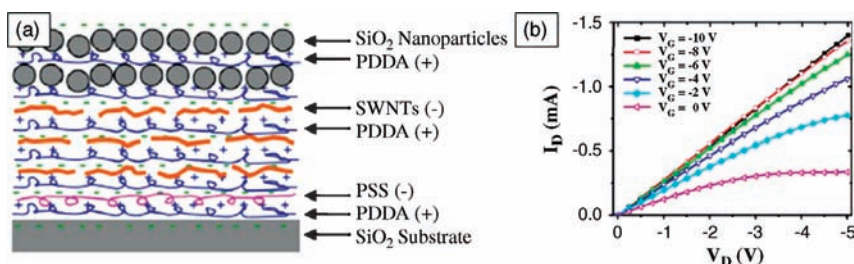 (a)
SiO2 Nanoparticles
PDDA (+)
SWNTs (-)
PDDA (+)
PSS (-)
PDDA (+)
SiO2 Substrate
(b)
-1.5
-1.0
-0.5
0.0
ID (mA)
VG = -10 V
VG = -8 V
VG = -6 V
VG = -4 V
VG = -2 V
VG = 0 V
0 -1 -2 -3 -4 -5
VD (V)